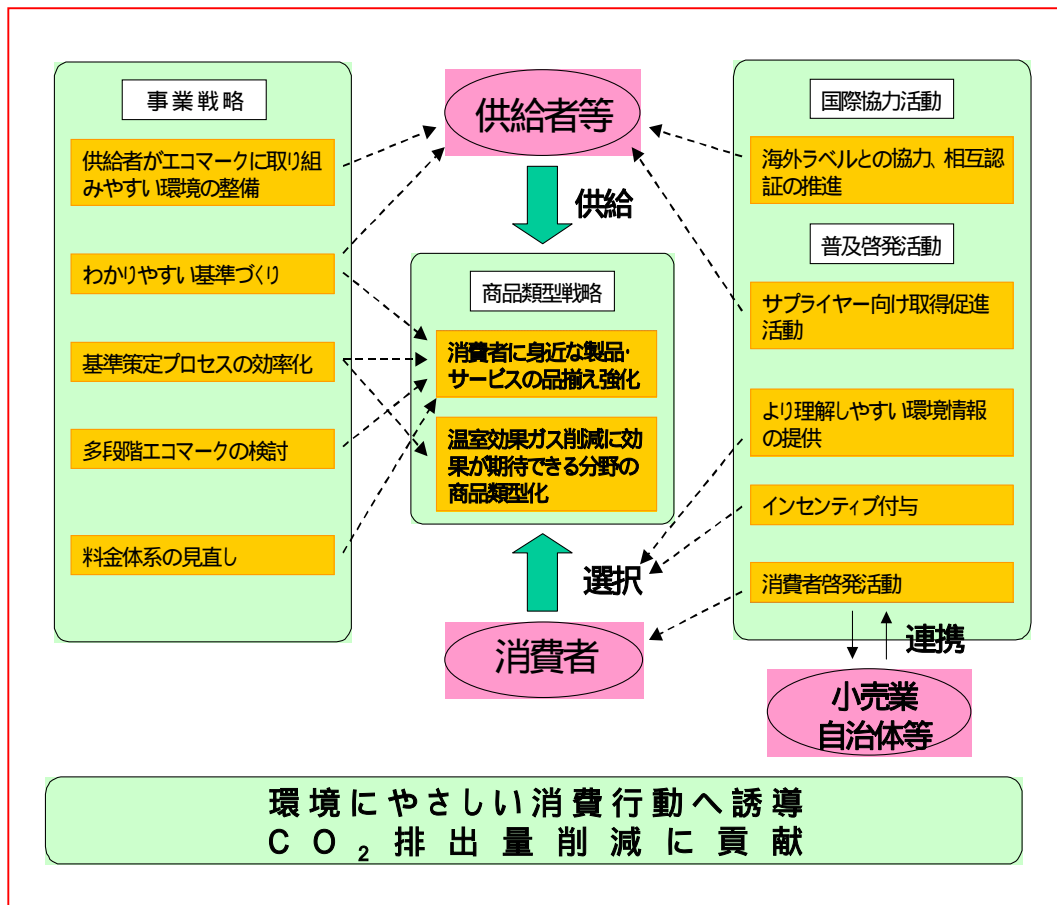 事業戦略
供給者がエコマークに取り組
みやすい環境の整備
わかりやすい基準づくり
基準策定プロセスの効率化
多段階エコマークの検討
料金体系の見直し
供給者等
供給
商品類型戦略
消費者に身近な製品・
サービスの品揃え強化
温室効果ガス削減に効
果が期待できる分野の
商品類型化
選択
消費者
国際協力活動
海外ラベルとの協力、相互認
証の推進
普及啓発活動
サプライヤー向け取得促進
活動
より理解しやすい環境情報
の提供
インセンティブ付与
消費者啓発活動
連携
小売業
自治体等
環境にやさしい消費行動へ誘導
CO₂排出量削減に貢献